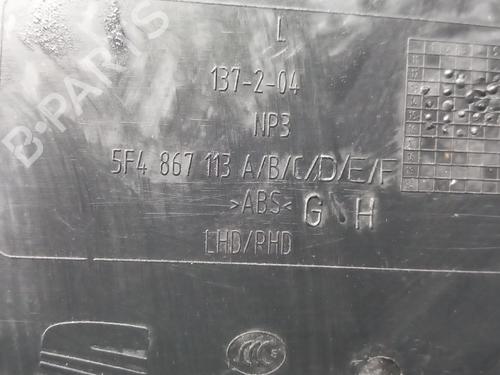 L
137-2-04
NP3
5F4 867 113 A/B/C/D/E/F
>ABS< G H
LHD/RHD
B-PARTS